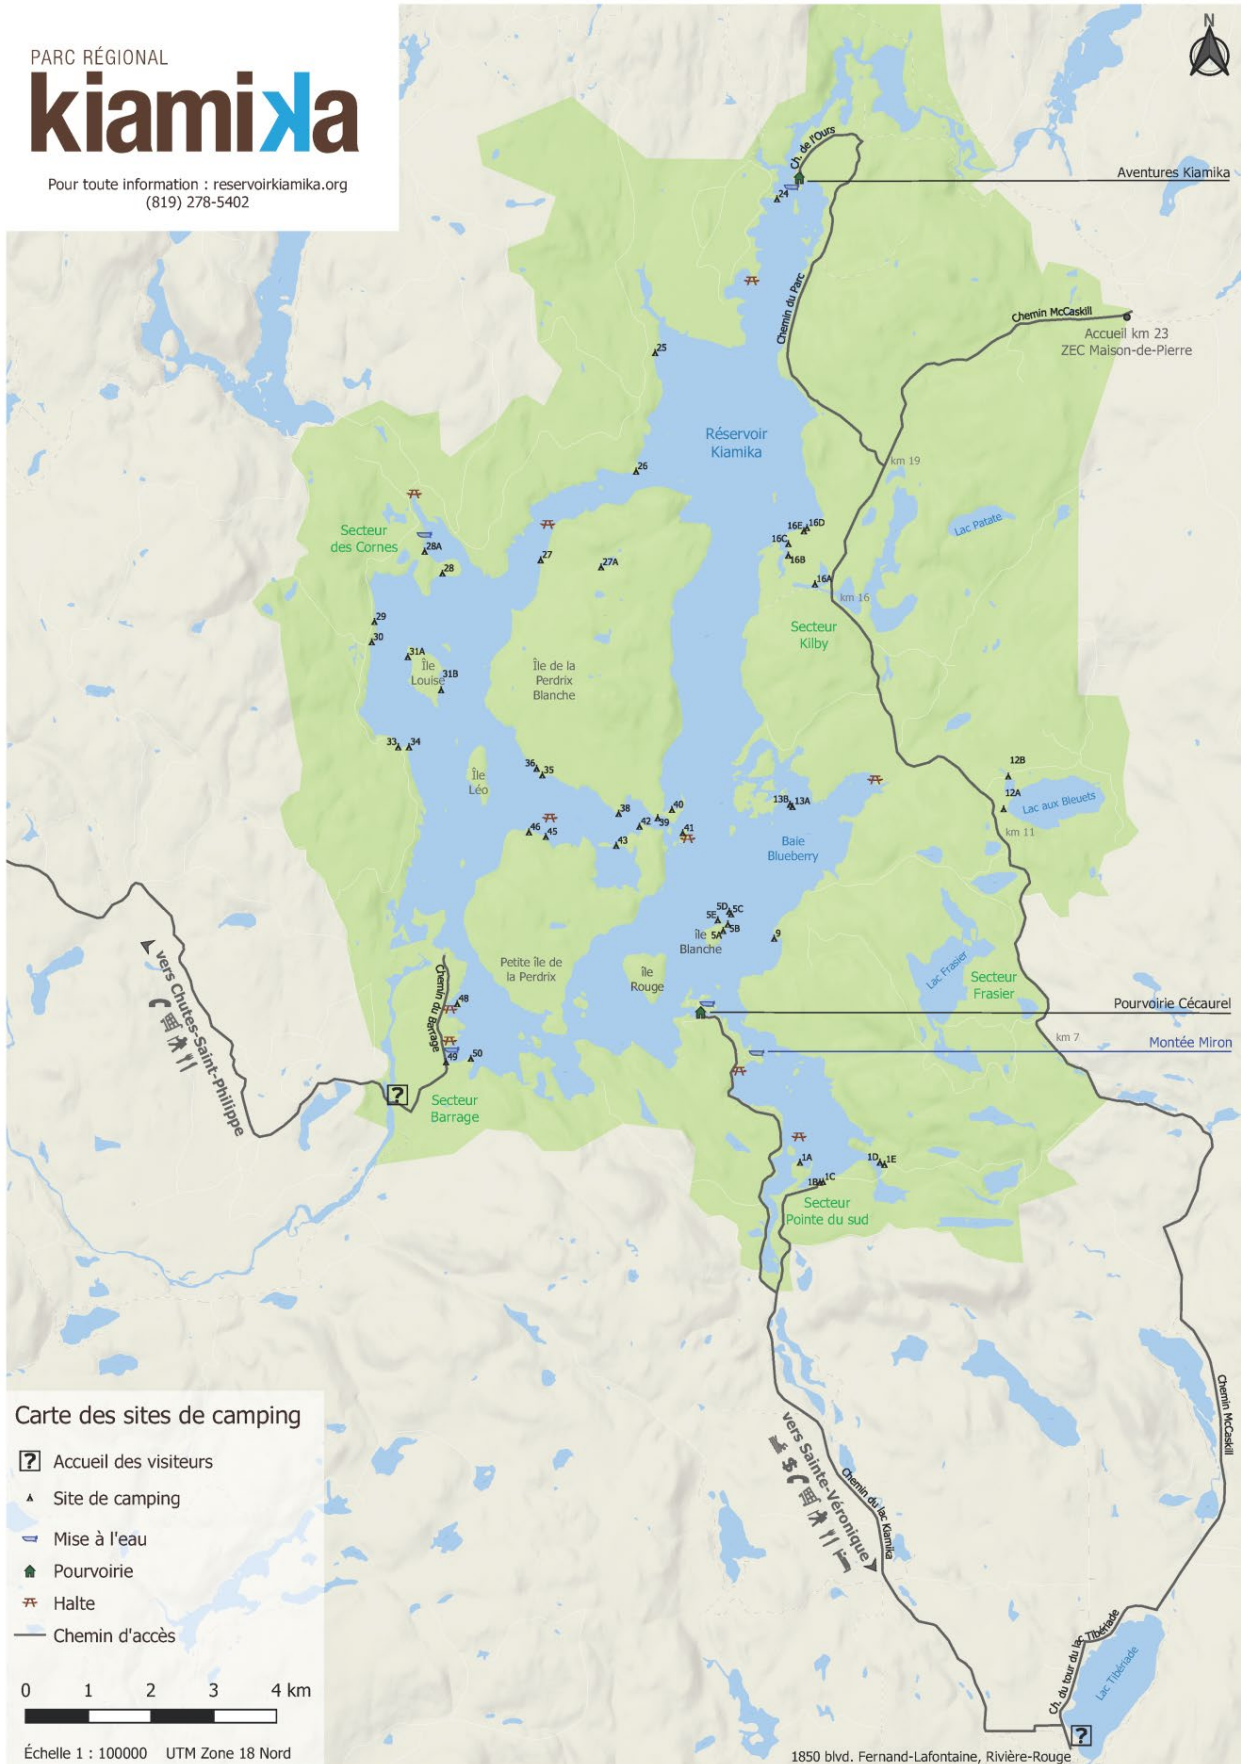 PARC RÉGIONAL
kiamika
Pour toute information : reservoirkiamika.org
(819) 278-5402
N
Ch. de l'Ours
Aventures Kiamika
24
Chemin du Parc
Chemin McCaskill
Accueil km 23
ZEC Maison-de-Pierre
25
Réservoir
Kiamika
km 19
26
Secteur
des Cornes
28A
28
27
27A
16E
16D
16C
16B
16A
Lac Patate
km 16
29
30
31A
Île
Louise
31B
Île de la
Perdrix
Blanche
Secteur
Kilby
33
34
36
35
Île
Léo
12B
12A
Lac aux Bleuets
km 11
13B
13A
38
40
39
42
41
46
45
43
Baie
Blueberry
5D
5C
5E
5B
5A
île
Blanche
9
Petite île de
la Perdrix
île
Rouge
Lac Frasier
Secteur
Frasier
vers Chutes-Saint-Philippe
Chemin du Barrage
48
Pourvoirie Cécaurel
km 7
Montée Miron
49
50
?
Secteur
Barrage
1A
1D
1E
1B
1C
Secteur
Pointe du sud
Carte des sites de camping
? Accueil des visiteurs
Site de camping
Mise à l'eau
Pourvoirie
Halte
Chemin d'accès
0 1 2 3 4 km
Échelle 1 : 100000 UTM Zone 18 Nord
vers Sainte-Véronique
$
Chemin du lac Kiamika
Chemin McCaskill
Ch. du tour du lac Tibériade
Lac Tibériade
?
1850 blvd. Fernand-Lafontaine, Rivière-Rouge